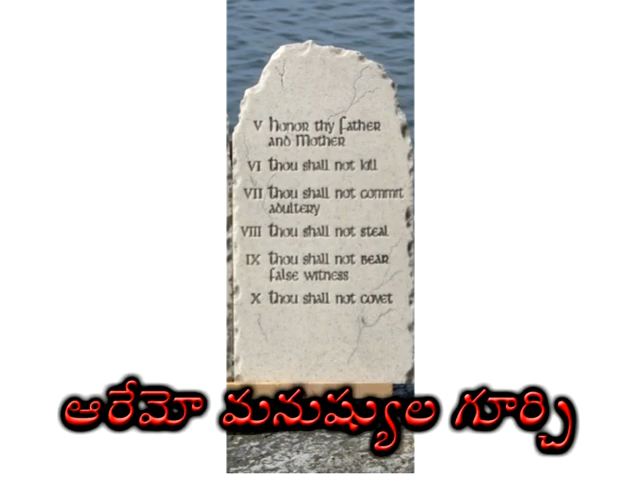 V Honor thy Father
and Mother
VI thou shall not kill
VII thou shall not commit
adultery
VIII thou shall not steal
IX thou shall not bear
false witness
X thou shall not covet
ఆరేమో మనుష్యుల గూర్చి